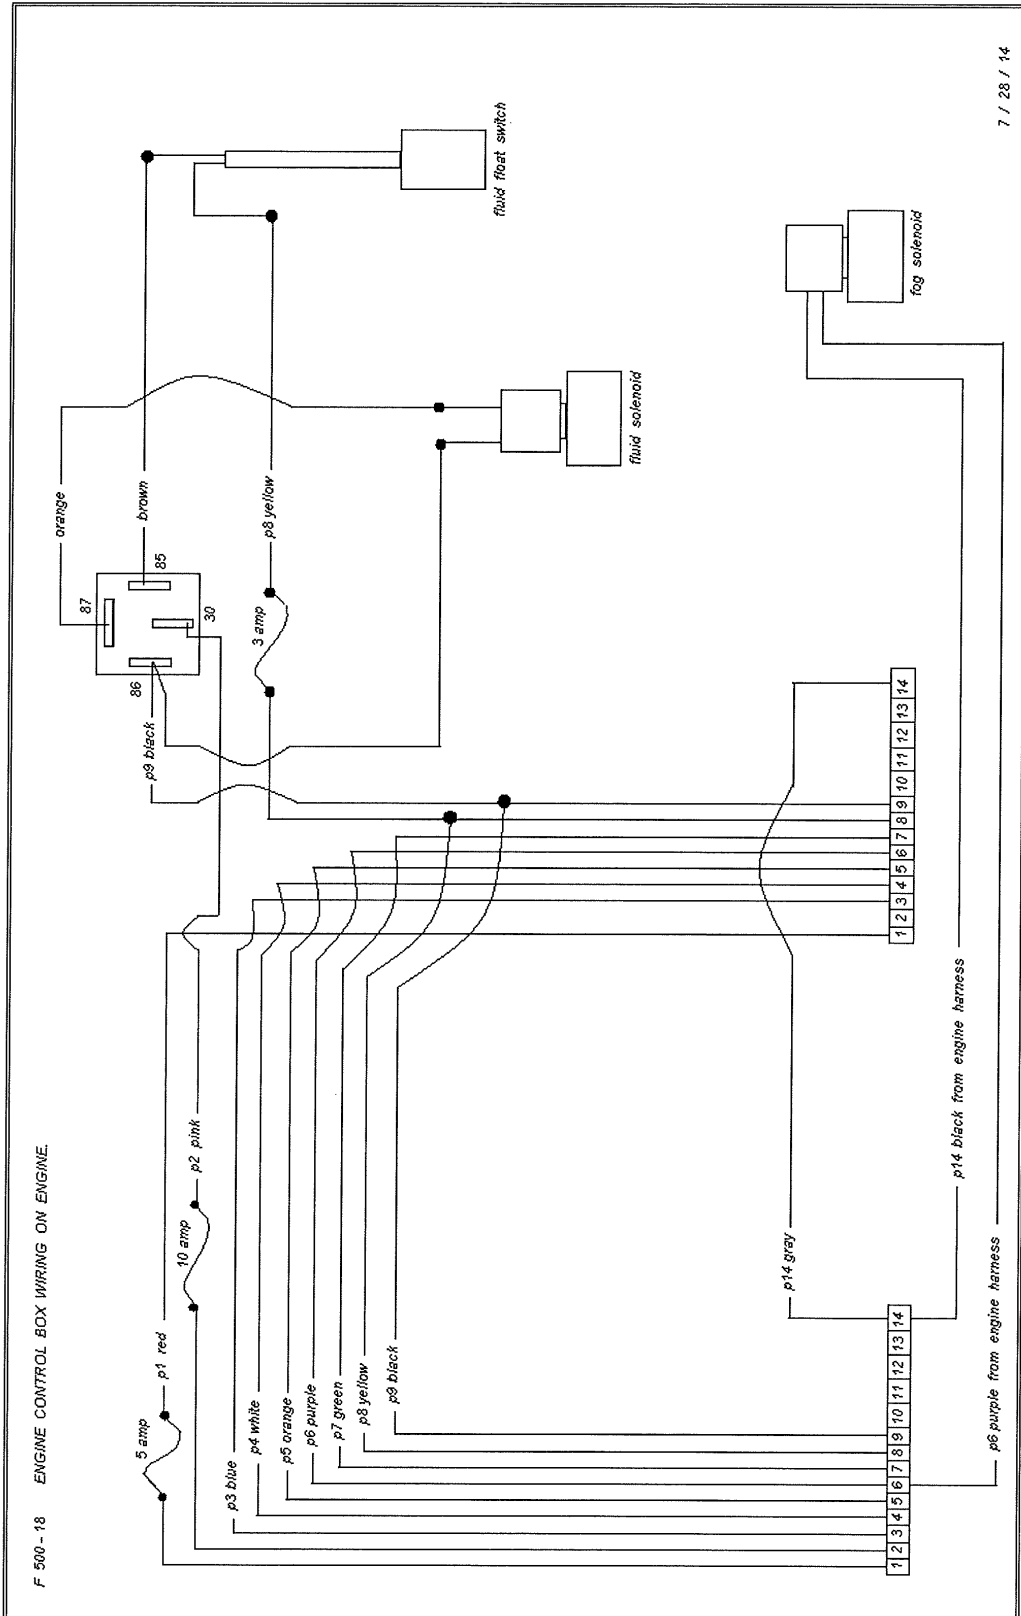 F 500 - 18 ENGINE CONTROL BOX WIRING ON ENGINE.
5 amp
p1 red
10 amp
p2 pink
p3 blue
p4 white
p5 orange
p6 purple
p7 green
p8 yellow
p9 black
p14 gray
1 2 3 4 5 6 7 8 9 10 11 12 13 14
p6 purple from engine harness
p14 black from engine harness
1 2 3 4 5 6 7 8 9 10 11 12 13 14
p9 black
86
87
30
85
3 amp
orange
brown
p8 yellow
fluid solenoid
fluid float switch
fog solenoid
7 / 28 / 14